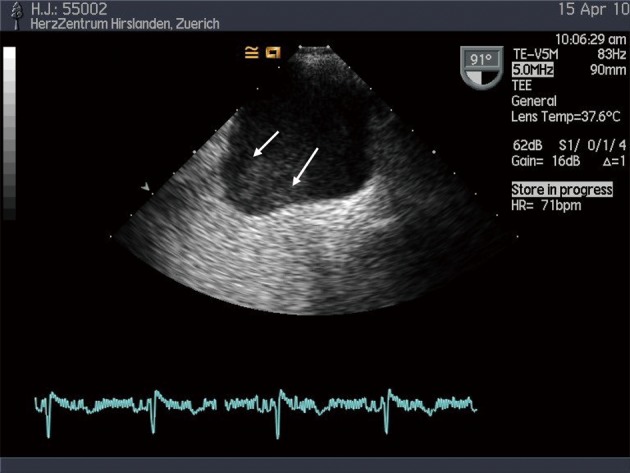 H.J.: 55002
15 Apr 10
HerzZentrum Hirslanden, Zuerich
10:06:29 am
TE-V5M 83Hz
5.0MHz 90mm
TEE
General
Lens Temp=37.6°C
91°
62dB S1/ 0/1/4
Gain= 16dB Δ=1
Store in progress
HR= 71bpm